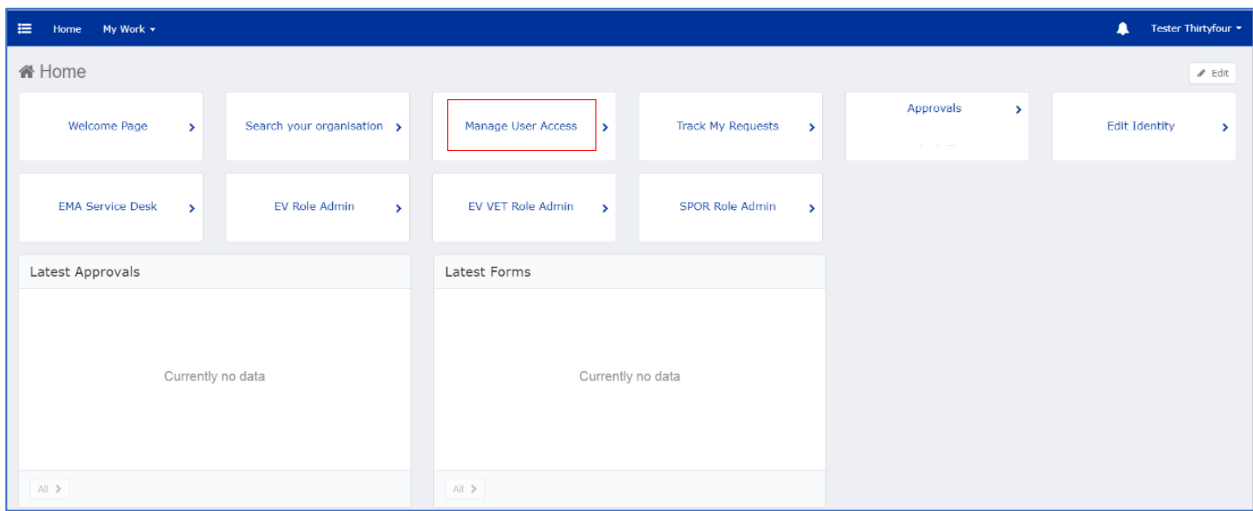 Home My Work Tester Thirtyfour
Home Edit
Welcome Page Search your organisation Manage User Access Track My Requests Approvals Edit Identity
EMA Service Desk EV Role Admin EV VET Role Admin SPOR Role Admin
Latest Approvals Latest Forms
Currently no data Currently no data
All All